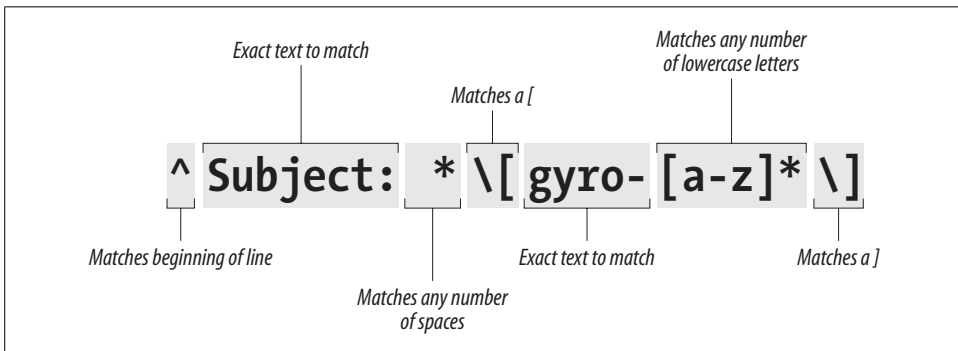 Exact text to match
Matches any number
of lowercase letters
Matches a [
^ Subject: * \[ gyro- [a-z]* \]
Matches beginning of line
Matches any number
of spaces
Exact text to match
Matches a ]